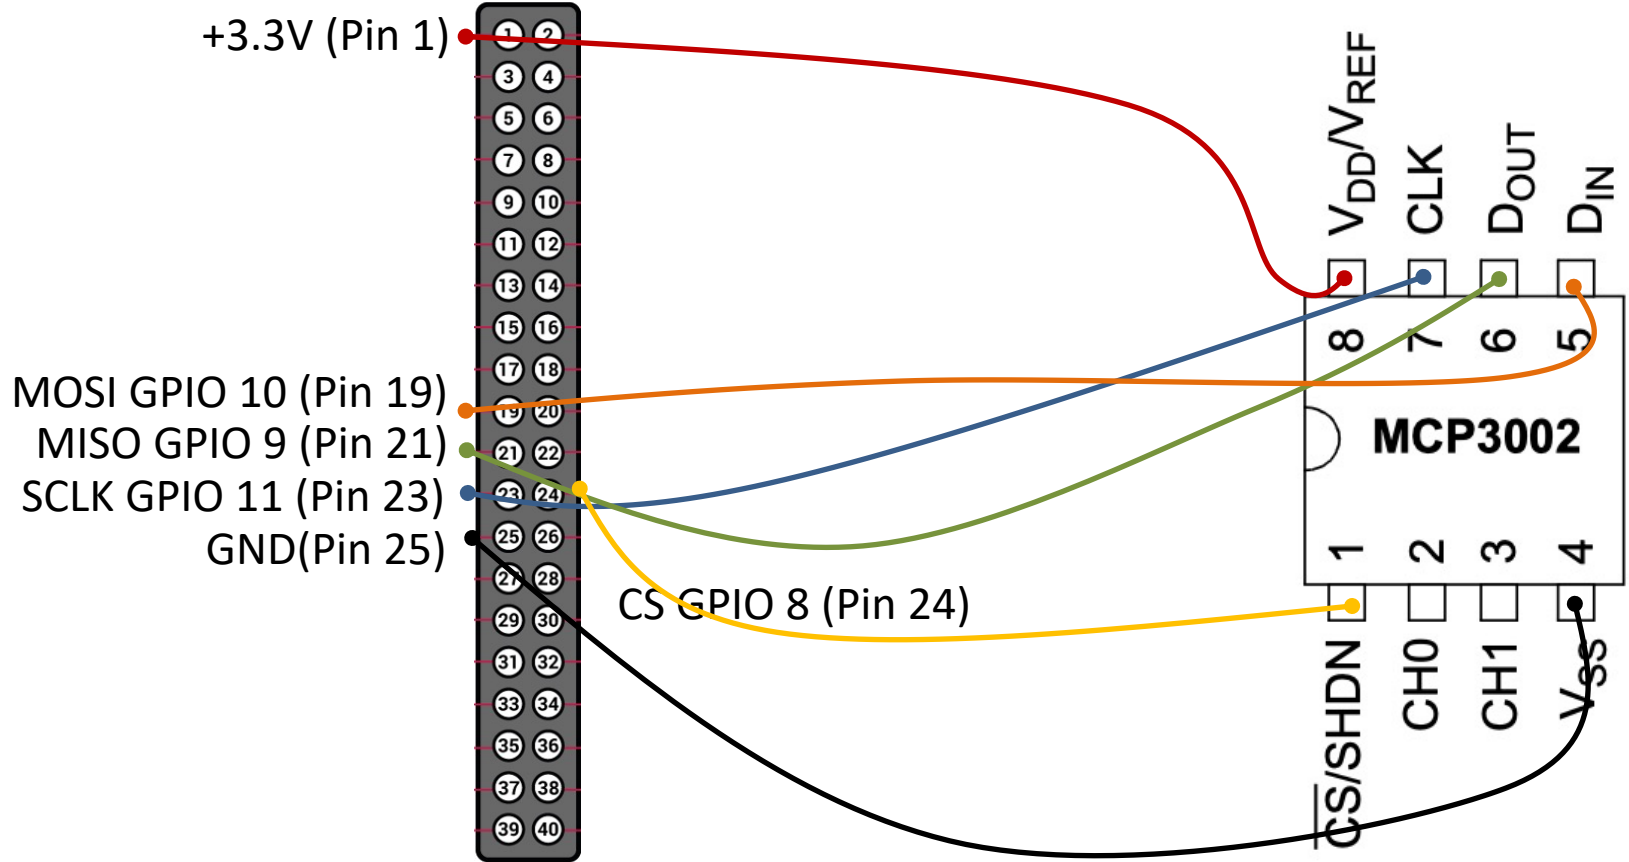 +3.3V (Pin 1)
1 2
3 4
5 6
7 8
9 10
11 12
13 14
15 16
17 18
MOSI GPIO 10 (Pin 19)
19 20
MISO GPIO 9 (Pin 21)
21 22
SCLK GPIO 11 (Pin 23)
23 24
GND(Pin 25)
25 26
27 28
29 30
31 32
33 34
35 36
37 38
39 40
CS GPIO 8 (Pin 24)
VDD/VREF
CLK
DOUT
DIN
8 7 6 5
MCP3002
1 2 3 4
CS/SHDN
CH0
CH1
VSS